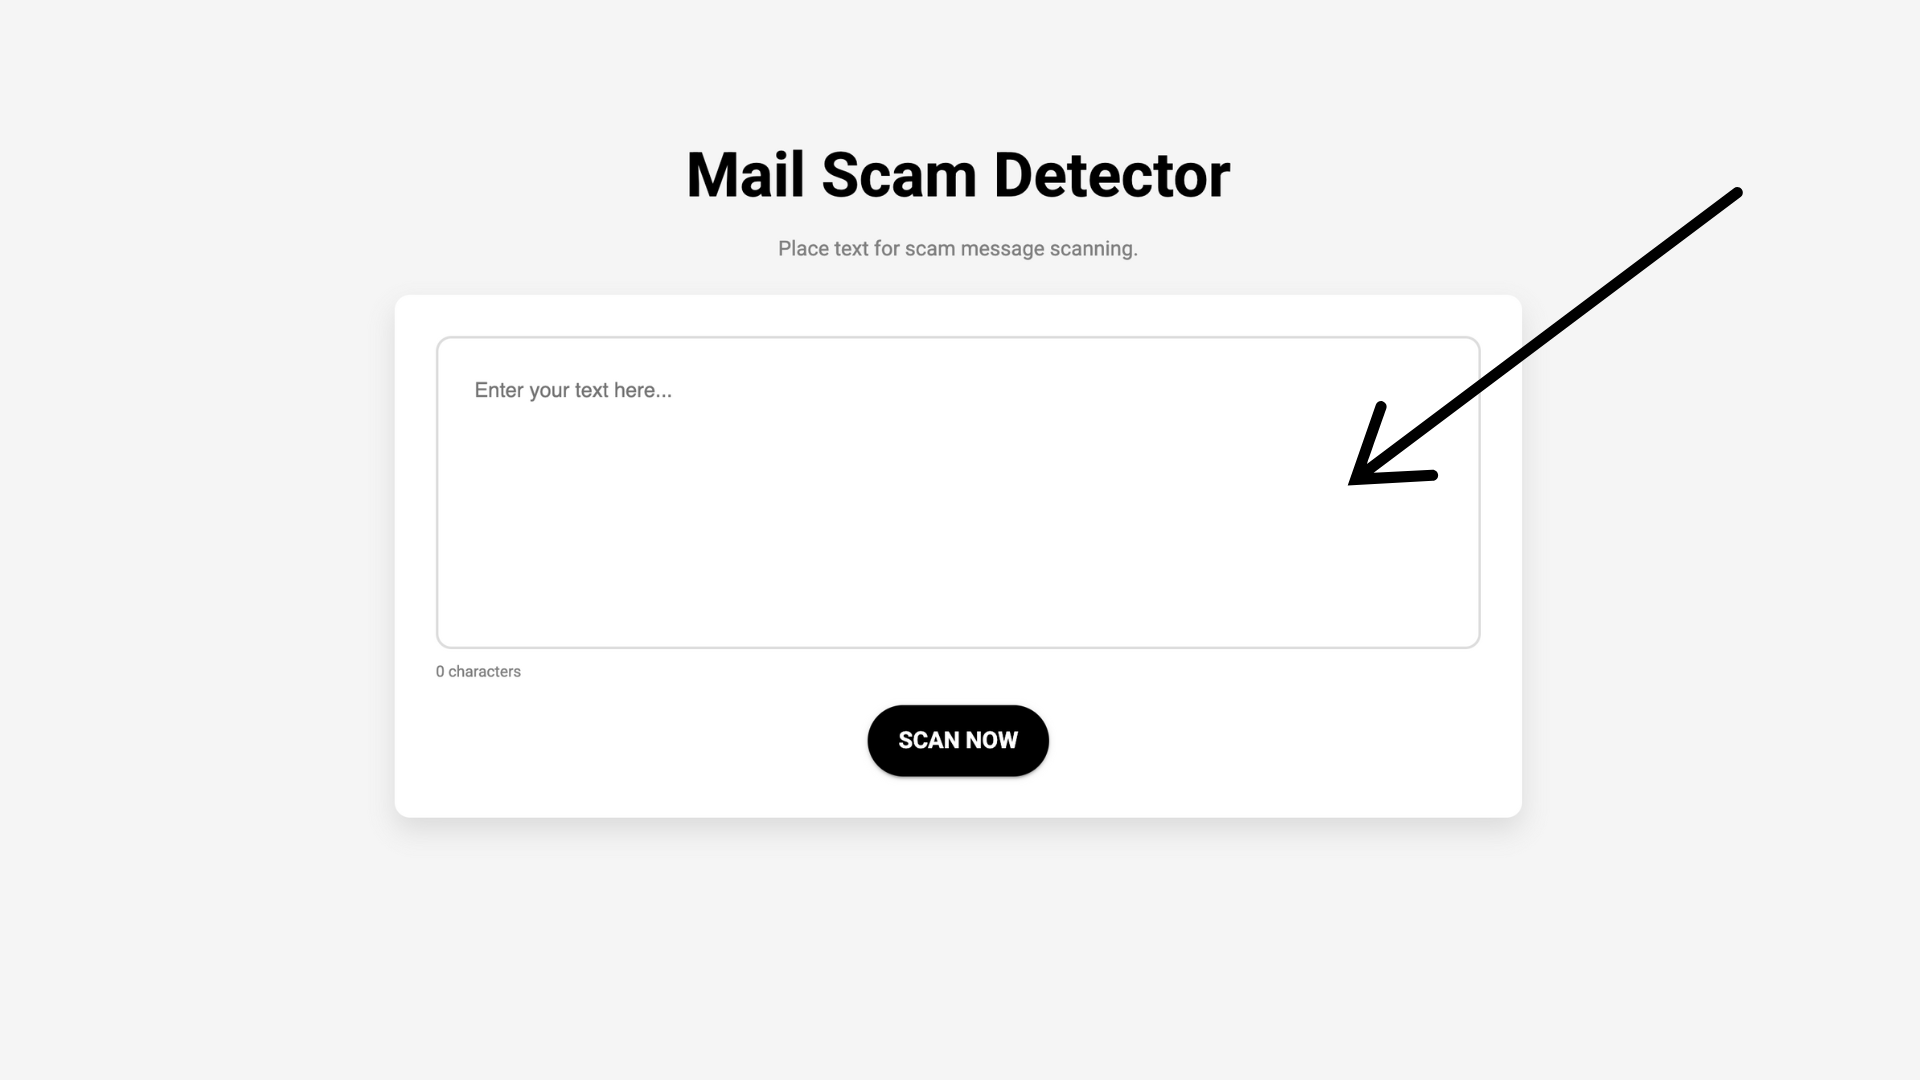 Mail Scam Detector
Place text for scam message scanning.
Enter your text here...
0 characters
SCAN NOW